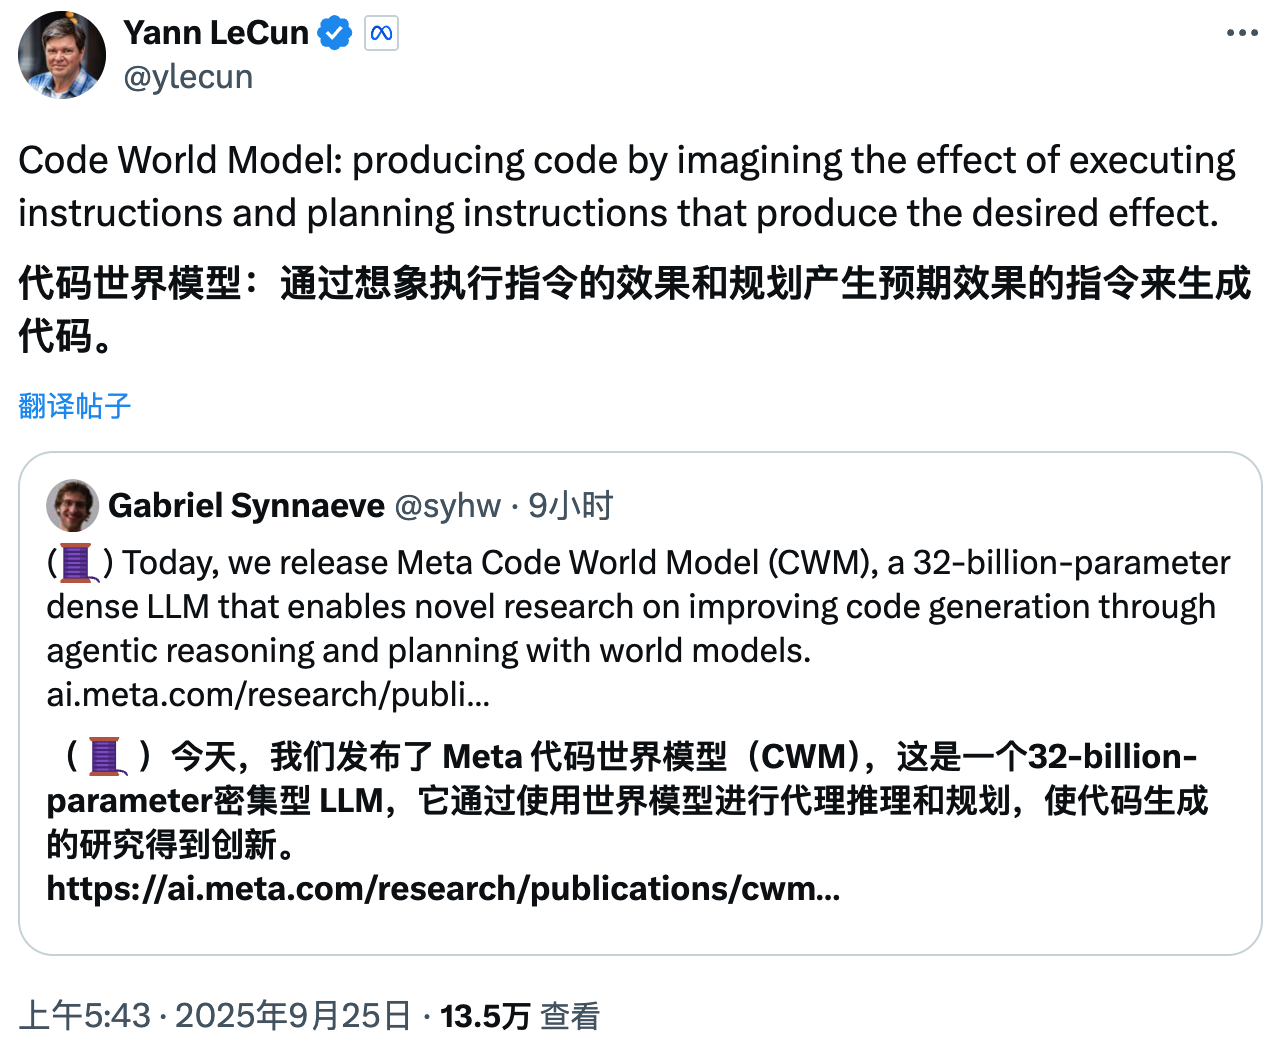 Yann LeCun
@ylecun
Code World Model: producing code by imagining the effect of executing
instructions and planning instructions that produce the desired effect.
代码世界模型：通过想象执行指令的效果和规划产生预期效果的指令来生成
代码。
翻译帖子
Gabriel Synnaeve @syhw · 9小时
(🧵) Today, we release Meta Code World Model (CWM), a 32-billion-parameter
dense LLM that enables novel research on improving code generation through
agentic reasoning and planning with world models.
ai.meta.com/research/publi…
（🧵）今天，我们发布了 Meta 代码世界模型（CWM），这是一个32-billion-
parameter密集型 LLM，它通过使用世界模型进行代理推理和规划，使代码生成
的研究得到创新。
https://ai.meta.com/research/publications/cwm…
上午5:43 · 2025年9月25日 · 13.5万 查看